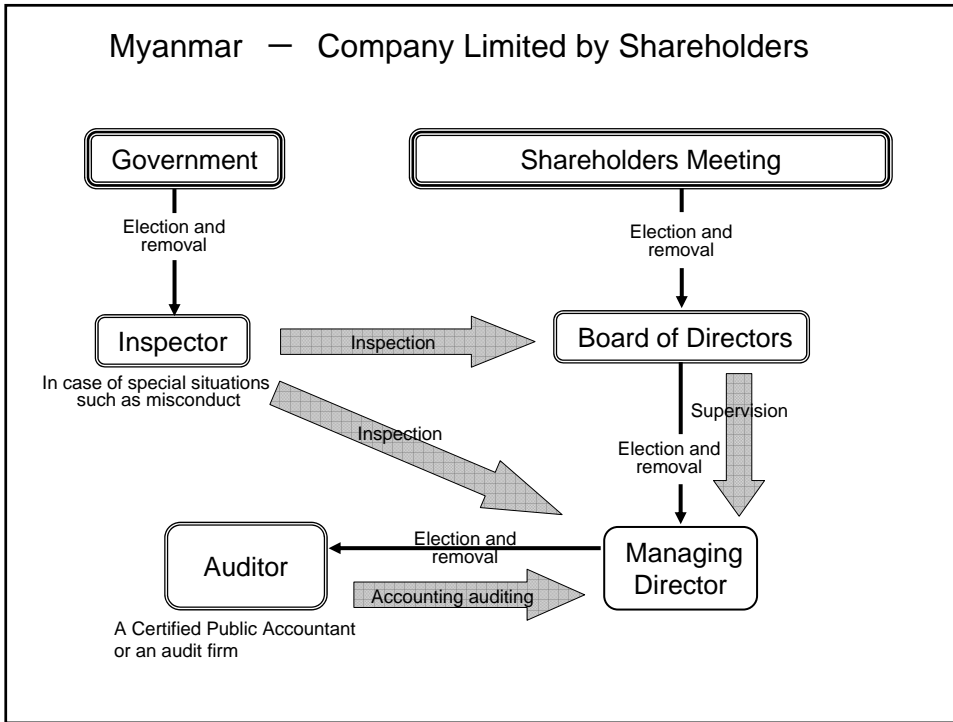 Myanmar － Company Limited by Shareholders
Government
Shareholders Meeting
Election and
removal
Election and
removal
Inspector
Inspection
Board of Directors
In case of special situations
such as misconduct
Supervision
Inspection
Election and
removal
Auditor
Election and
removal
Managing
Director
Accounting auditing
A Certified Public Accountant
or an audit firm